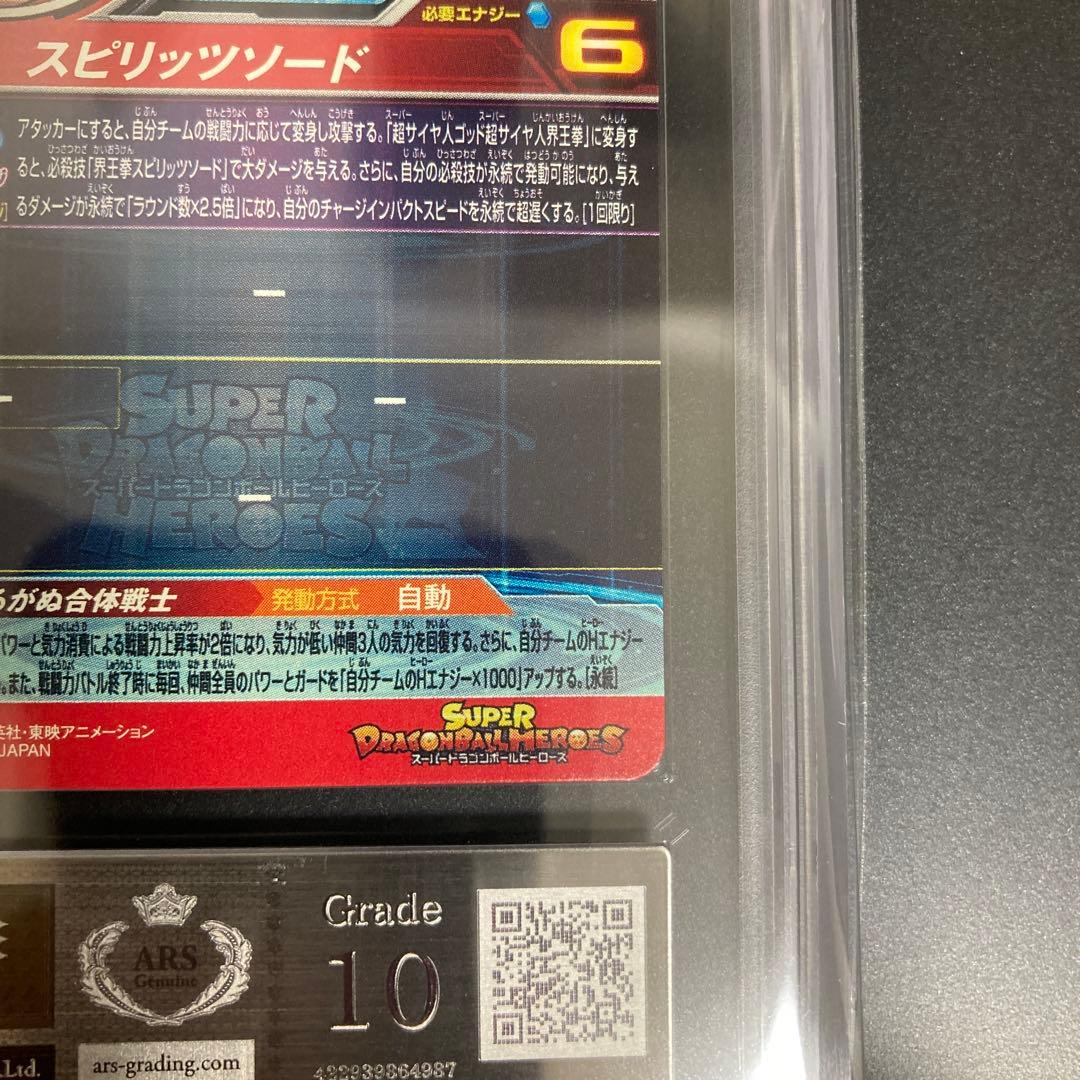 必要エナジー
6
スピリッツソード
アタッカーにすると、自分チームの戦闘力に応じて変身し攻撃する。「超サイヤ人ゴッド超サイヤ人界王拳」に変身す
ると、必殺技「界王拳スピリッツソード」で大ダメージを与える。さらに、自分の必殺技が永続で発動可能になり、与え
るダメージが永続で「ラウンド数×2.5倍」になり、自分のチャージインパクトスピードを永続で超遅くする。[1回限り]
SUPER
DRAGONBALL
スーパードラゴンボールヒーローズ
HEROES
るがぬ合体戦士 発動方式 自動
パワーと気力消費による戦闘力上昇率が2倍になり、気力が低い仲間3人の気力を回復する。さらに、自分チームのHエナジー
。また、戦闘力バトル終了時に毎回、仲間全員のパワーとガードを「自分チームのHエナジー×1000」アップする。[永続]
英社・東映アニメーション
JAPAN
SUPER
DRAGONBALL HEROES
スーパードラゴンボールヒーローズ
ARS
Genuine
Grade
10
Ltd.
ars-grading.com
422939864987